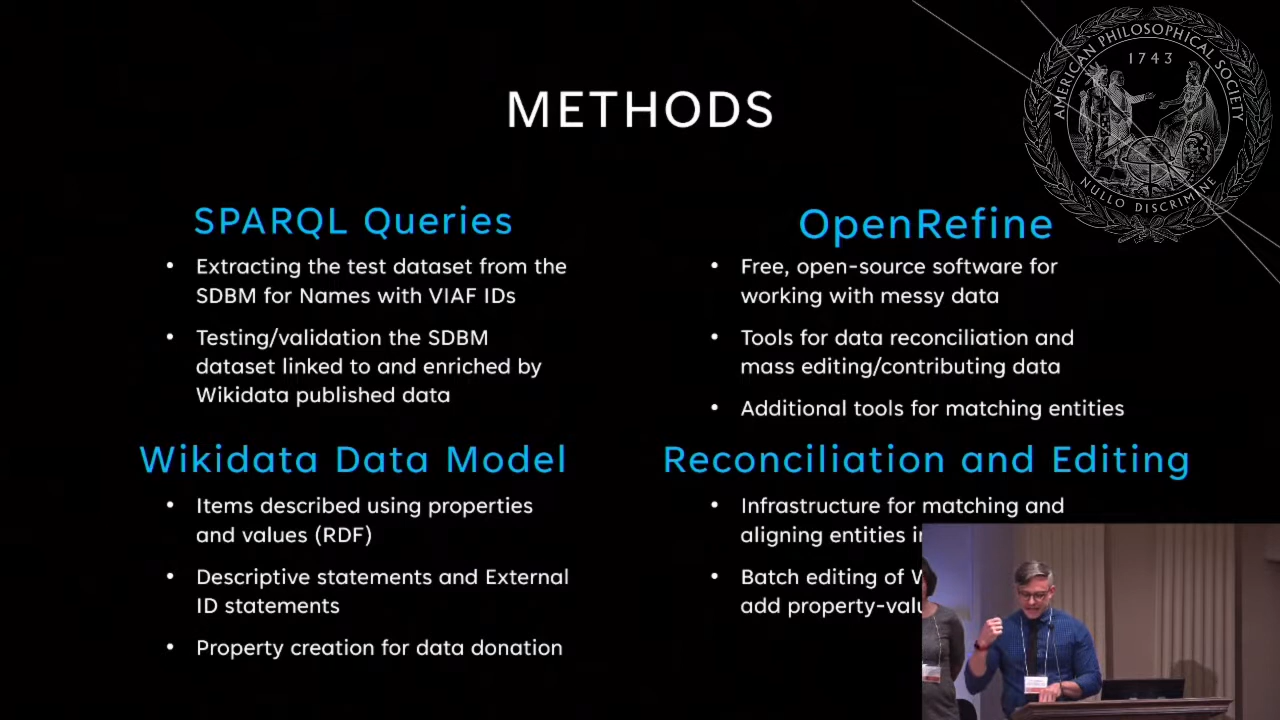 METHODS
AMERICAN PHILOSOPHICAL SOCIETY
1743
NULLO DISCRIMINE
SPARQL Queries
• Extracting the test dataset from the
SDBM for Names with VIAF IDs
• Testing/validation the SDBM
dataset linked to and enriched by
Wikidata published data
OpenRefine
• Free, open-source software for
working with messy data
• Tools for data reconciliation and
mass editing/contributing data
• Additional tools for matching entities
Wikidata Data Model
• Items described using properties
and values (RDF)
• Descriptive statements and External
ID statements
• Property creation for data donation
Reconciliation and Editing
• Infrastructure for matching and
aligning entities
• Batch editing of
add